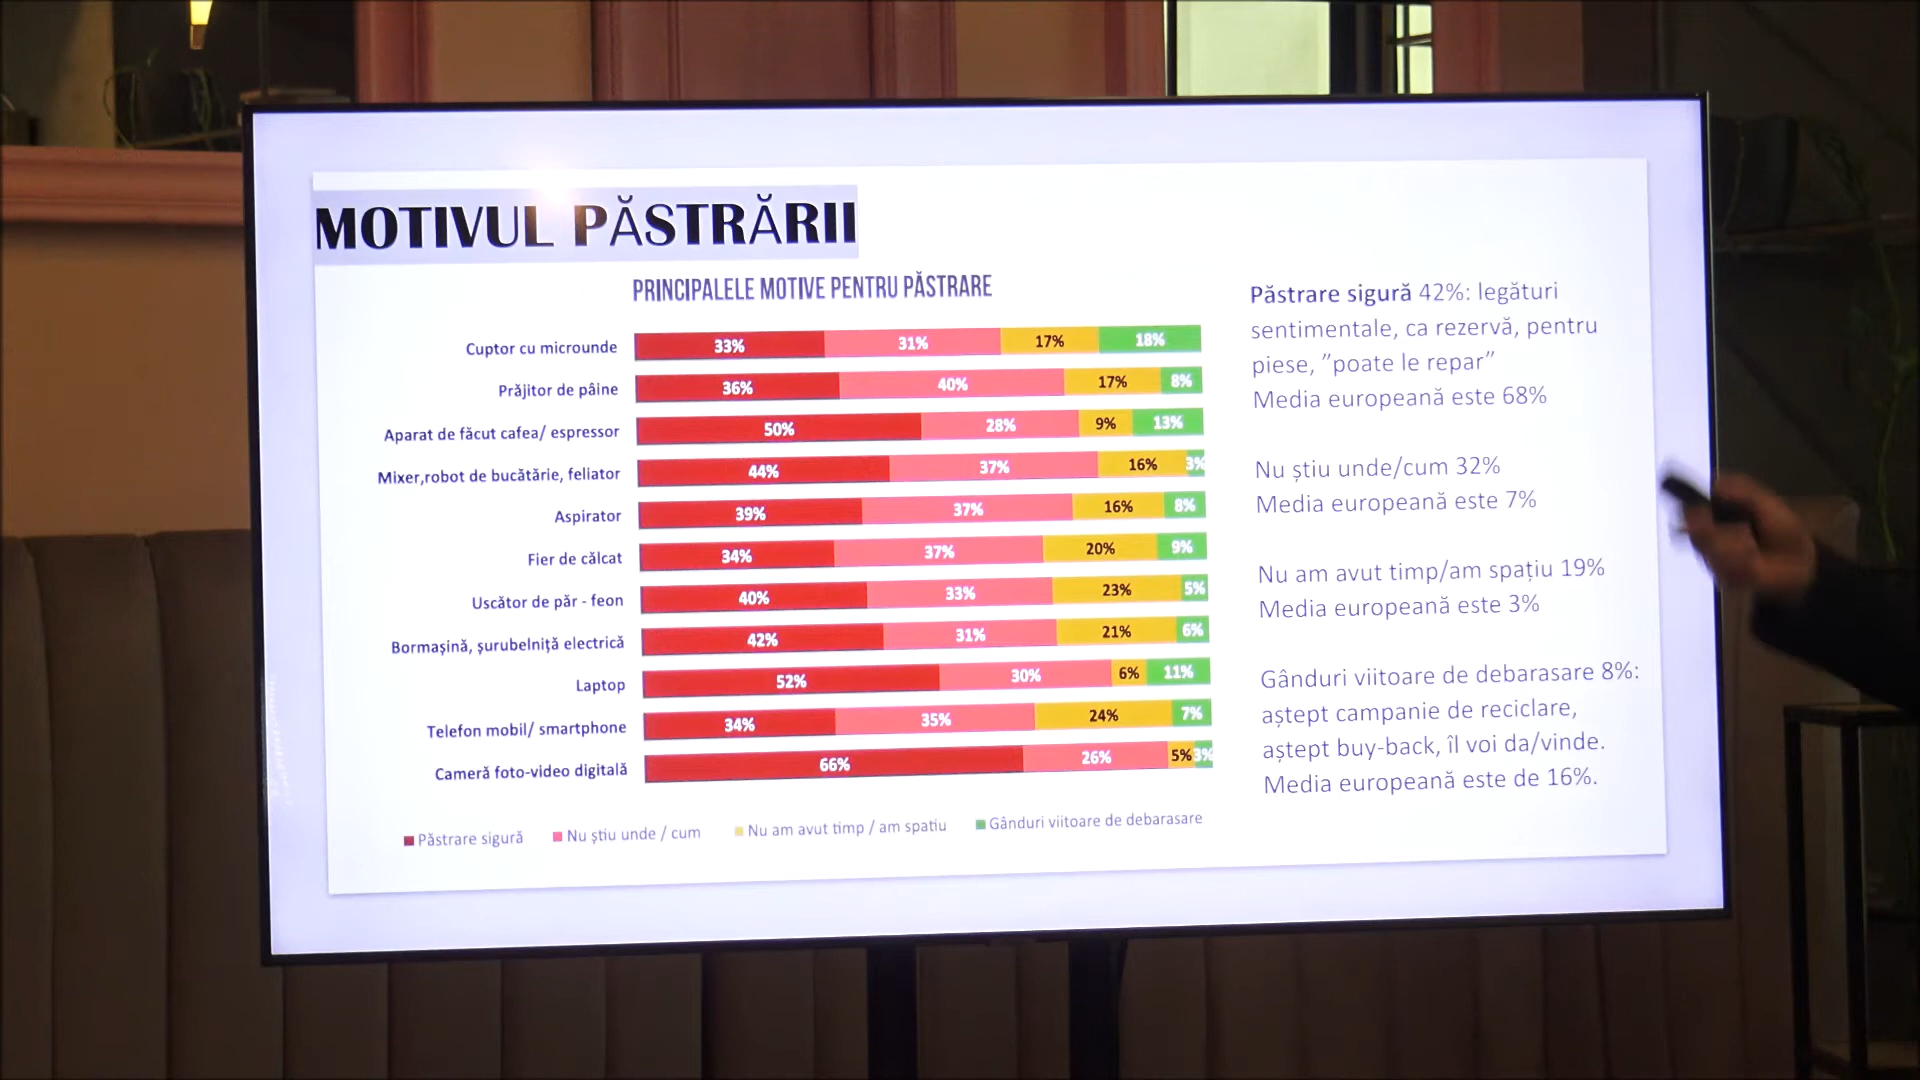 MOTIVUL PĂSTRĂRII
PRINCIPALELE MOTIVE PENTRU PĂSTRARE
Cuptor cu microunde 33% 31% 17% 18%
Prăjitor de pâine 36% 40% 17% 8%
Aparat de făcut cafea/ espressor 50% 28% 9% 13%
Mixer,robot de bucătărie, feliator 44% 37% 16% 3%
Aspirator 39% 37% 16% 8%
Fier de călcat 34% 37% 20% 9%
Uscător de păr - feon 40% 33% 23% 5%
Bormașină, șurubelniță electrică 42% 31% 21% 6%
Laptop 52% 30% 6% 11%
Telefon mobil/ smartphone 34% 35% 24% 7%
Cameră foto-video digitală 66% 26% 5% 3%
Păstrare sigură Nu știu unde / cum Nu am avut timp / am spatiu Gânduri viitoare de debarasare
Păstrare sigură 42%: legături
sentimentale, ca rezervă, pentru
piese, ”poate le repar”
Media europeană este 68%
Nu știu unde/cum 32%
Media europeană este 7%
Nu am avut timp/am spațiu 19%
Media europeană este 3%
Gânduri viitoare de debarasare 8%:
aștept campanie de reciclare,
aștept buy-back, îl voi da/vinde.
Media europeană este de 16%.